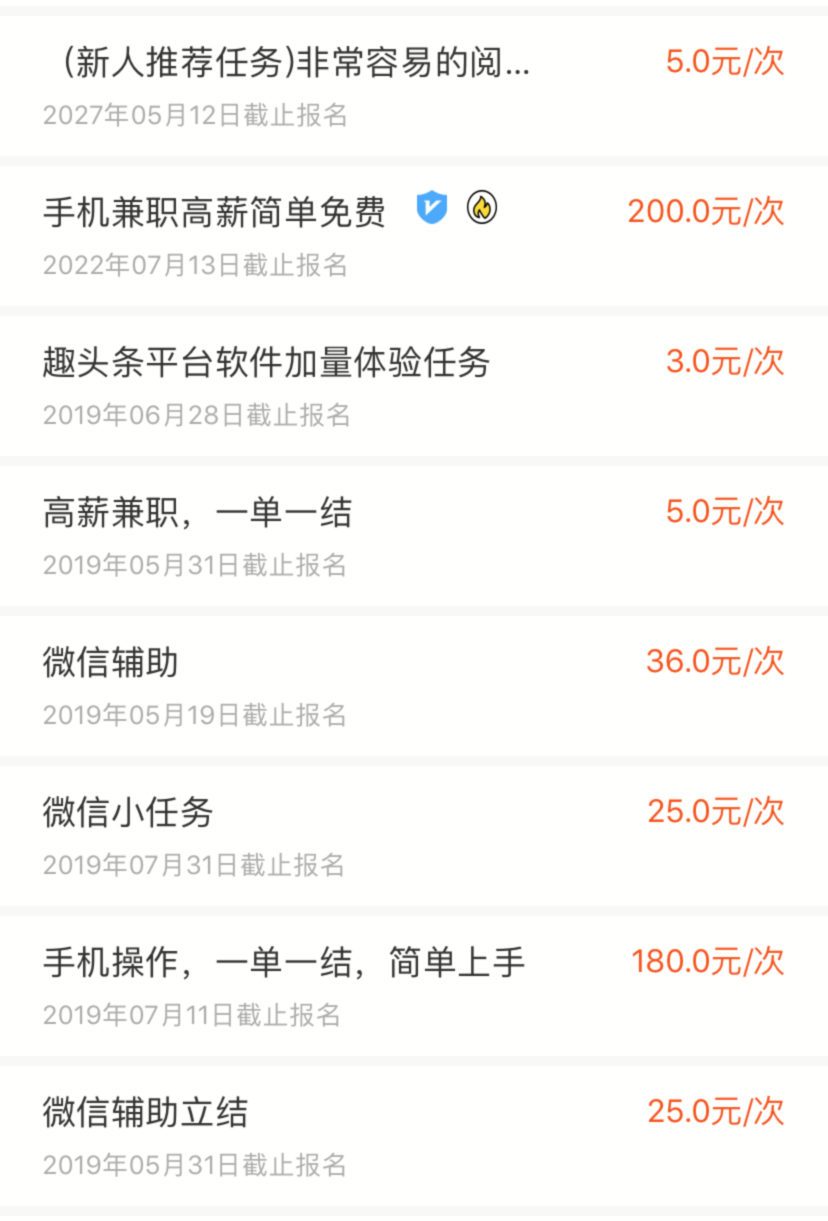 （新人推荐任务)非常容易的阅...
5.0元/次
2027年05月12日截止报名
手机兼职高薪简单免费
200.0元/次
2022年07月13日截止报名
趣头条平台软件加量体验任务
3.0元/次
2019年06月28日截止报名
高薪兼职，一单一结
5.0元/次
2019年05月31日截止报名
微信辅助
36.0元/次
2019年05月19日截止报名
微信小任务
25.0元/次
2019年07月31日截止报名
手机操作，一单一结，简单上手
180.0元/次
2019年07月11日截止报名
微信辅助立结
25.0元/次
2019年05月31日截止报名